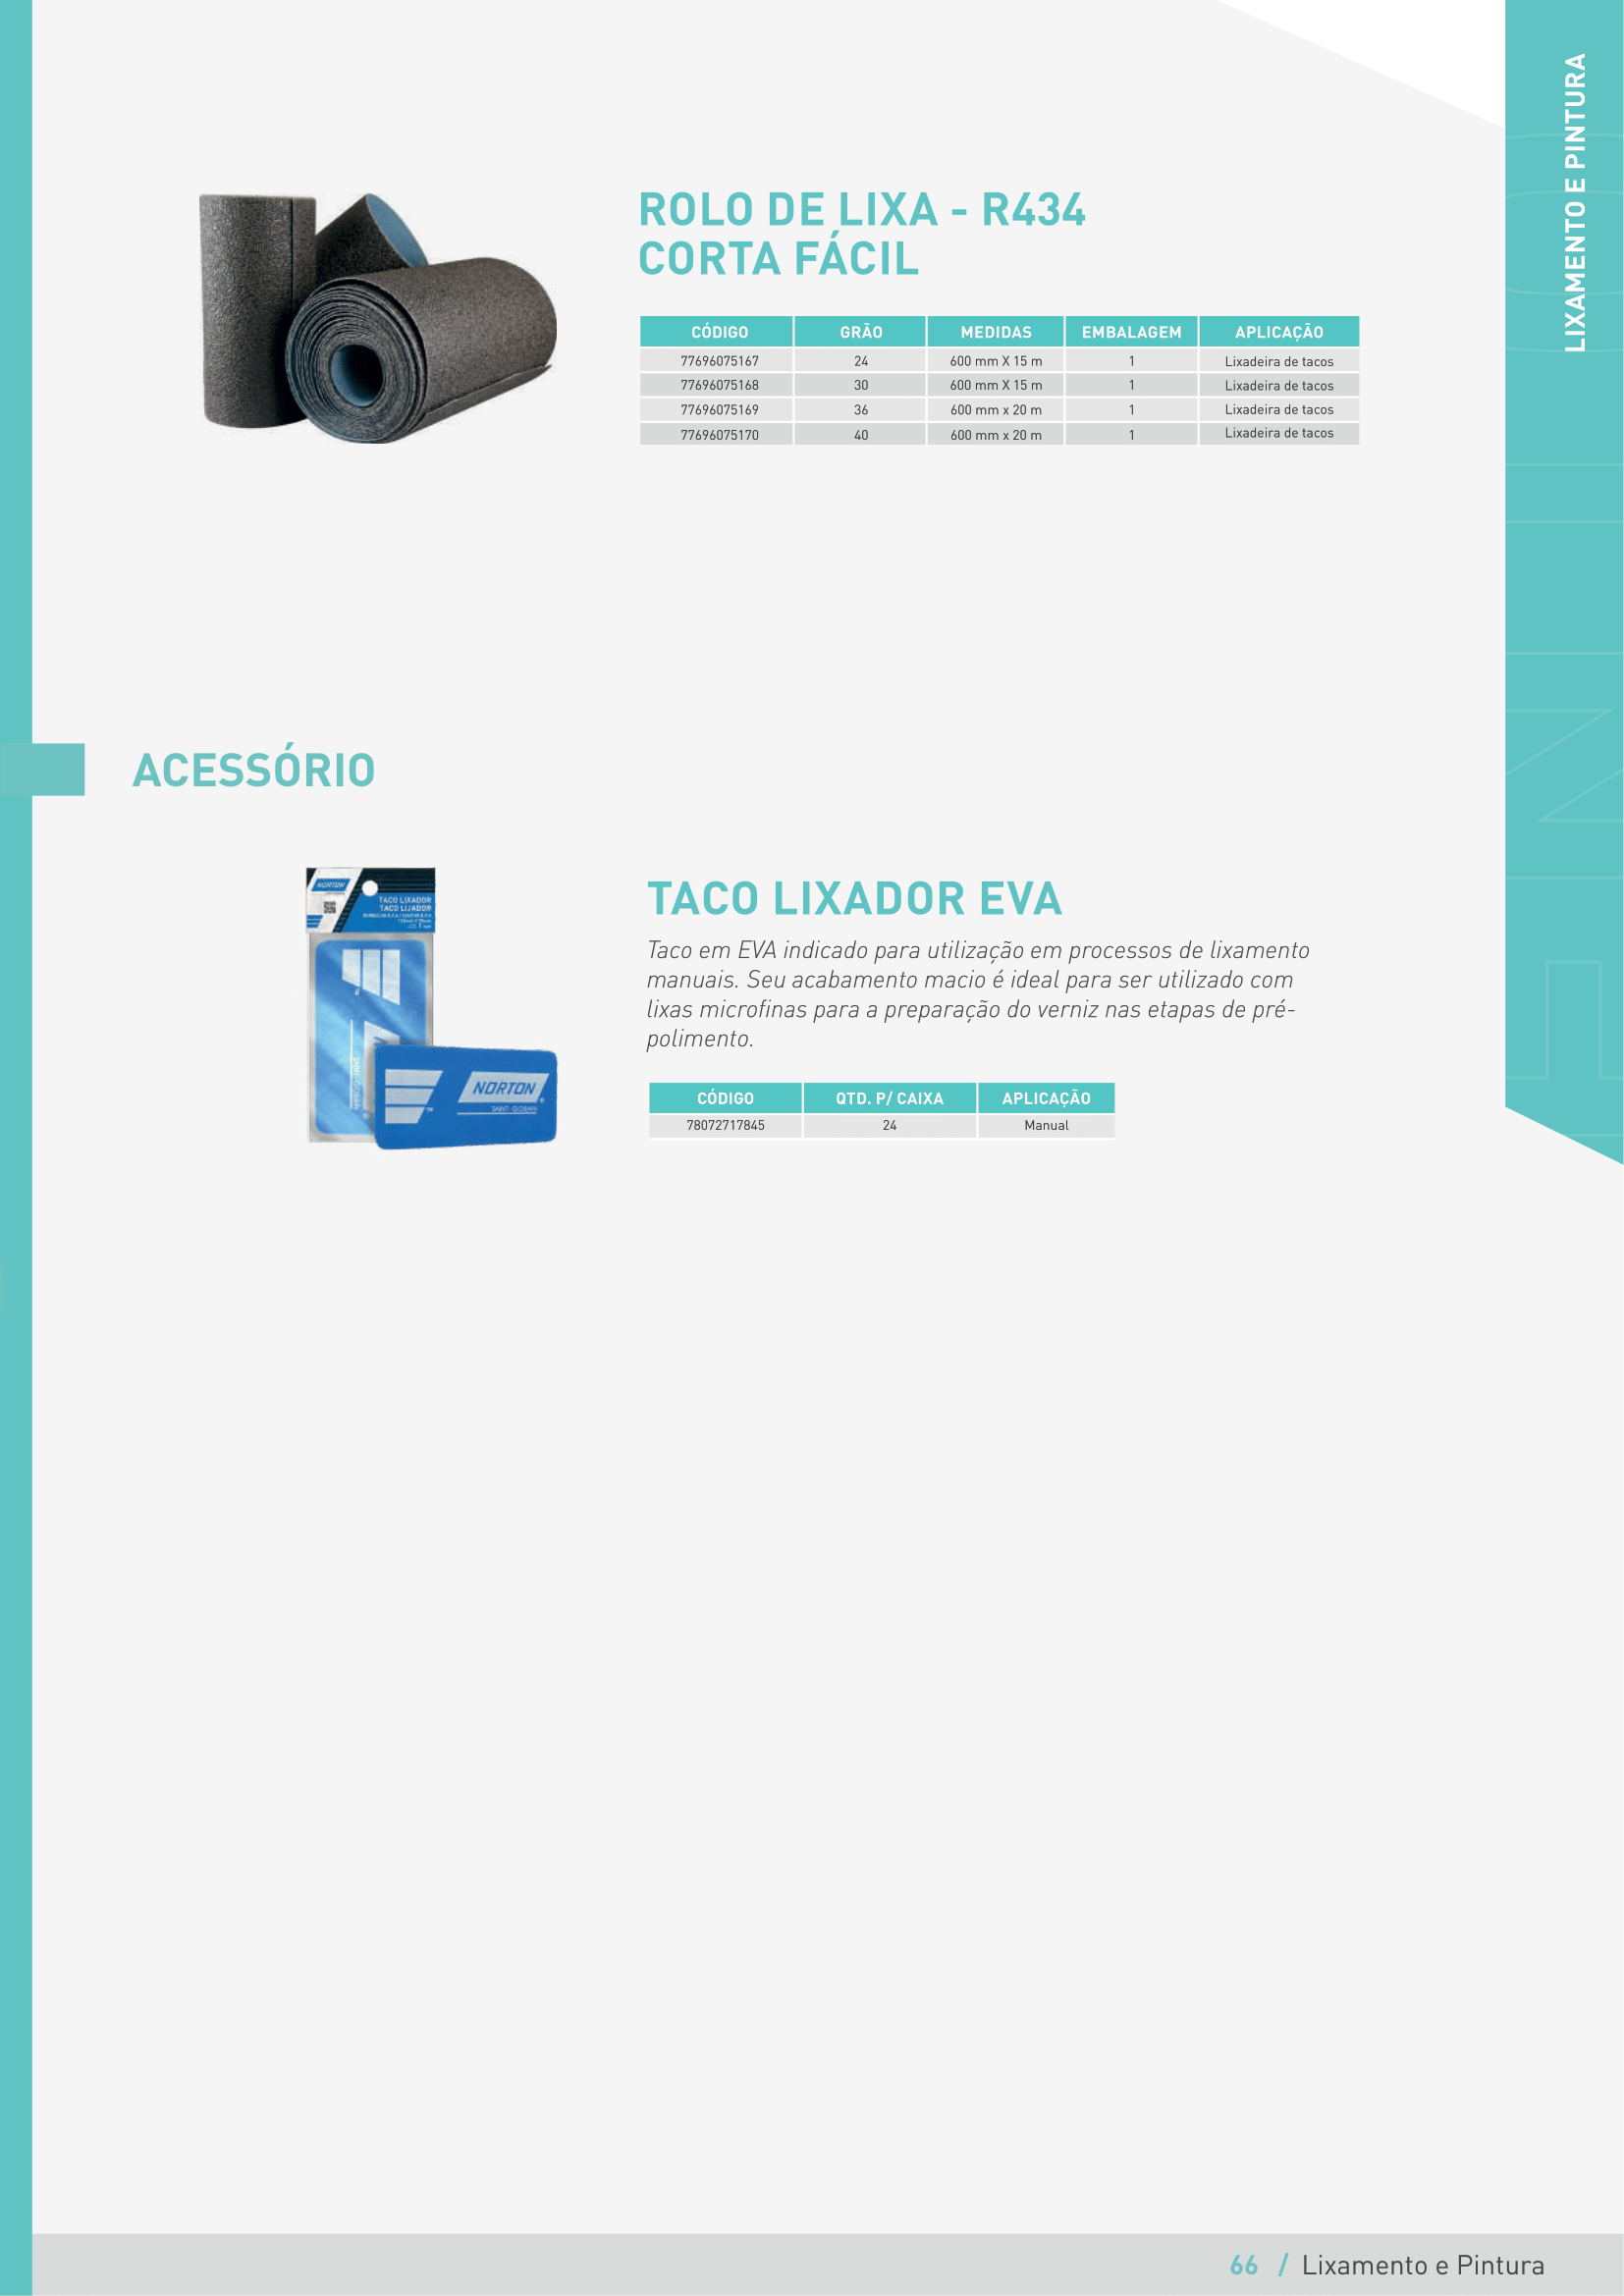 LIXAMENTO E PINTURA
ROLO DE LIXA - R434
CORTA FÁCIL
CÓDIGO GRÃO MEDIDAS EMBALAGEM APLICAÇÃO
77696075167 24 600 mm X 15 m 1 Lixadeira de tacos
77696075168 30 600 mm X 15 m 1 Lixadeira de tacos
77696075169 36 600 mm x 20 m 1 Lixadeira de tacos
77696075170 40 600 mm x 20 m 1 Lixadeira de tacos
ACESSÓRIO
NORTON
TACO LIXADOR
TACO LIJADOR
NORTON
SAINT-GOBAIN
TACO LIXADOR EVA
Taco em EVA indicado para utilização em processos de lixamento
manuais. Seu acabamento macio é ideal para ser utilizado com
lixas microfinas para a preparação do verniz nas etapas de pré-
polimento.
CÓDIGO QTD. P/ CAIXA APLICAÇÃO
78072717845 24 Manual
66 / Lixamento e Pintura